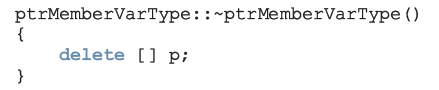 ptrMemberVarType::~ptrMemberVarType()
{
    delete [] p;
}